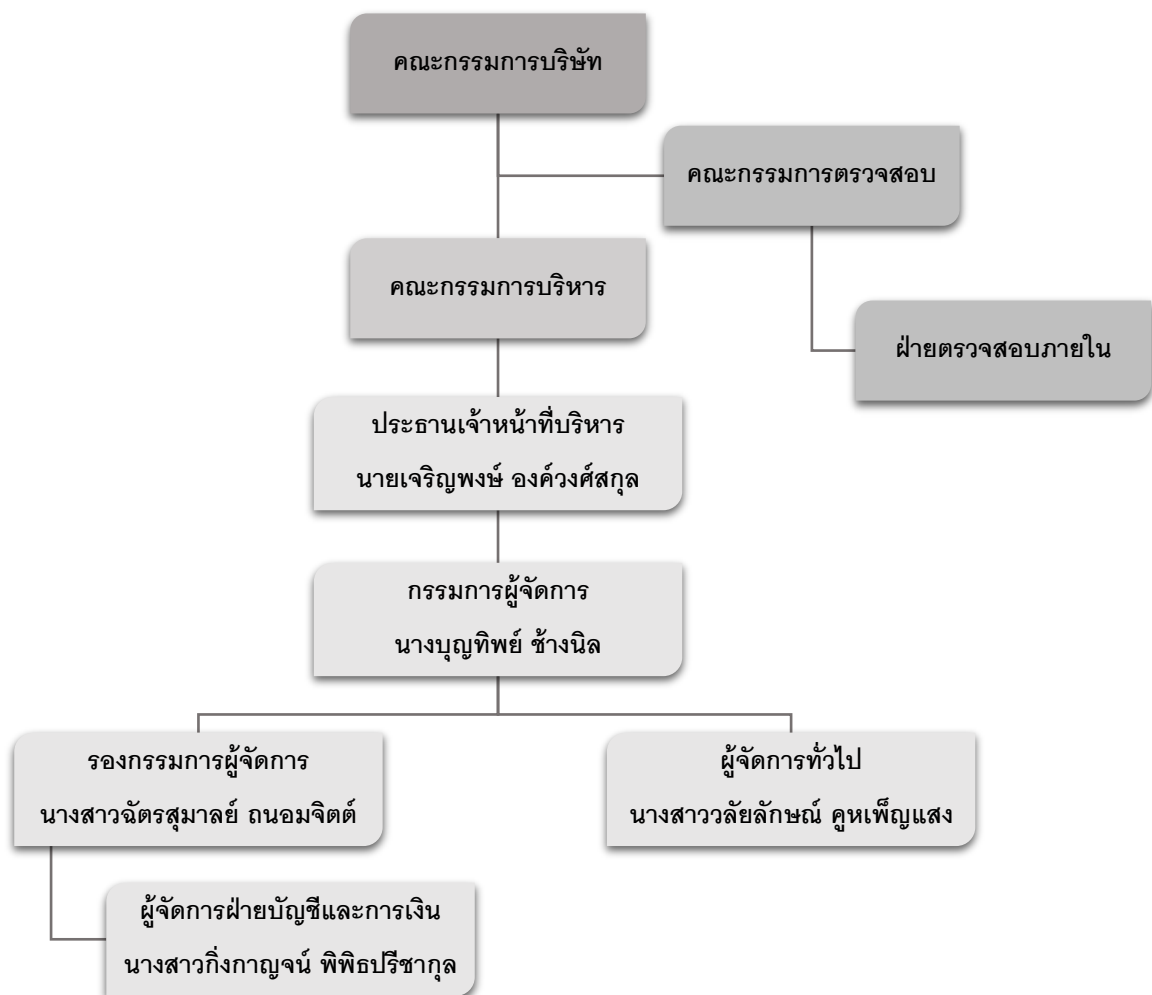 คณะกรรมการบริษัท
คณะกรรมการตรวจสอบ
คณะกรรมการบริหาร
ฝ่ายตรวจสอบภายใน
ประธานเจ้าหน้าที่บริหาร
นายเจริญพงษ์ องค์วงศ์สกุล
กรรมการผู้จัดการ
นางบุญทิพย์ ช้างนิล
รองกรรมการผู้จัดการ
นางสาวฉัตรสุมาลย์ ถนอมจิตต์
ผู้จัดการทั่วไป
นางสาววลัยลักษณ์ คูหเพ็ญแสง
ผู้จัดการฝ่ายบัญชีและการเงิน
นางสาวกิ่งกาญจน์ พิพิธปรีชากุล